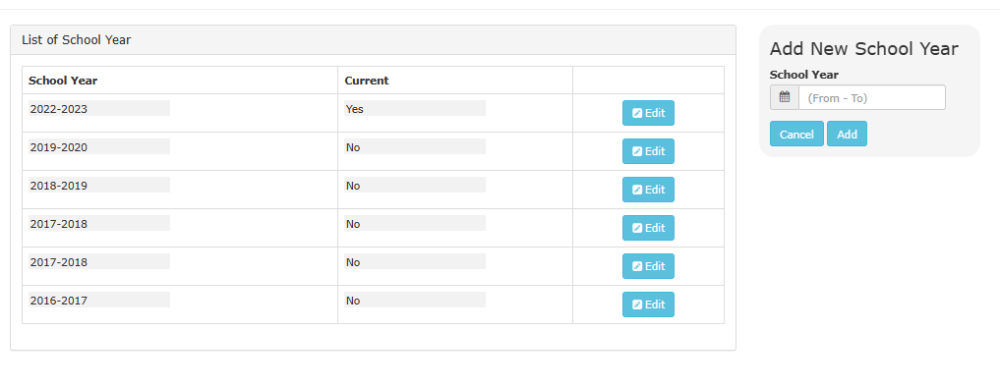 List of School Year
School Year Current
2022-2023 Yes Edit
2019-2020 No Edit
2018-2019 No Edit
2017-2018 No Edit
2017-2018 No Edit
2016-2017 No Edit
Add New School Year
School Year
(From - To)
Cancel Add